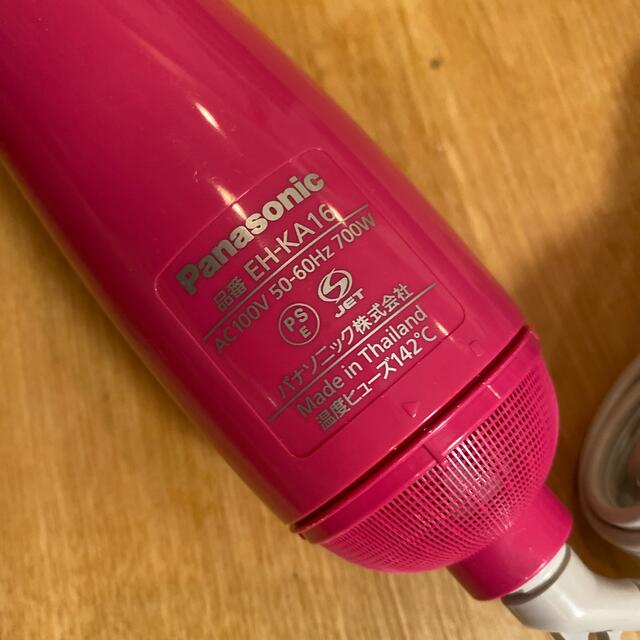 Panasonic
品番 EH-KA16
AC100V 50-60Hz 700W
PS
E
S JET
パナソニック株式会社
Made in Thailand
温度ヒューズ142℃